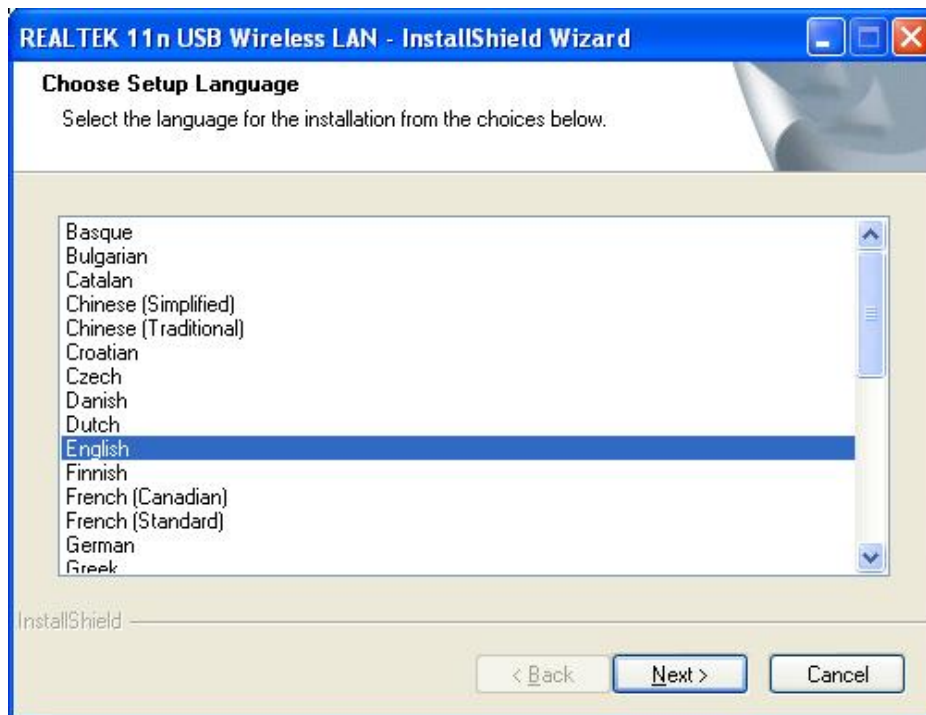 REALTEK 11n USB Wireless LAN - InstallShield Wizard
Choose Setup Language
Select the language for the installation from the choices below.
Basque
Bulgarian
Catalan
Chinese (Simplified)
Chinese (Traditional)
Croatian
Czech
Danish
Dutch
English
Finnish
French (Canadian)
French (Standard)
German
Greek
InstallShield
< Back Next > Cancel